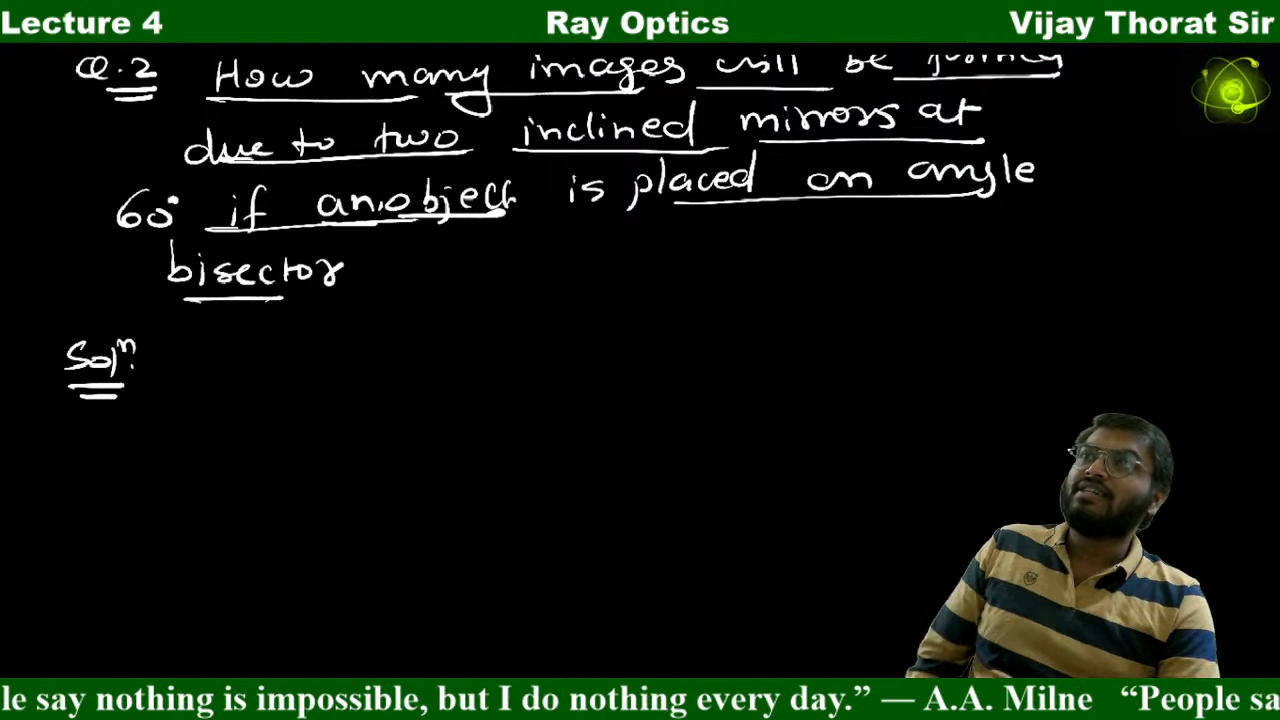 Lecture 4 Ray Optics Vijay Thorat Sir
Q.2 How many images will be formed
due to two inclined mirrors at
60° if an object is placed on angle
bisector
Solⁿ:
le say nothing is impossible, but I do nothing every day.” — A.A. Milne “People sa